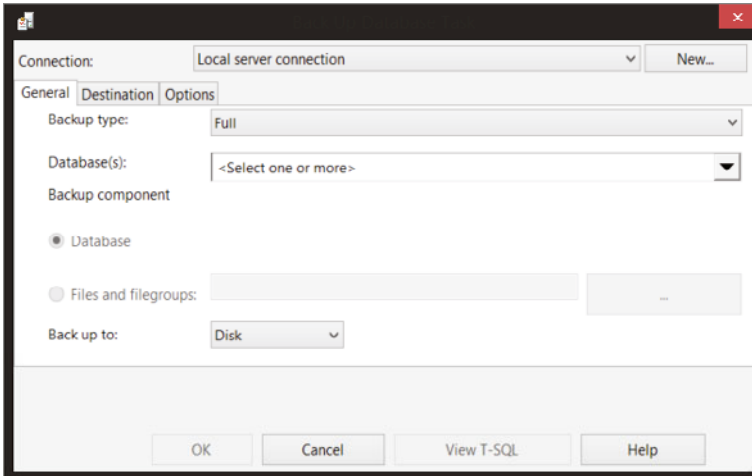 Connection: Local server connection New...
General Destination Options
Backup type: Full
Database(s): <Select one or more>
Backup component
Database
Files and filegroups: ...
Back up to: Disk
OK Cancel View T-SQL Help